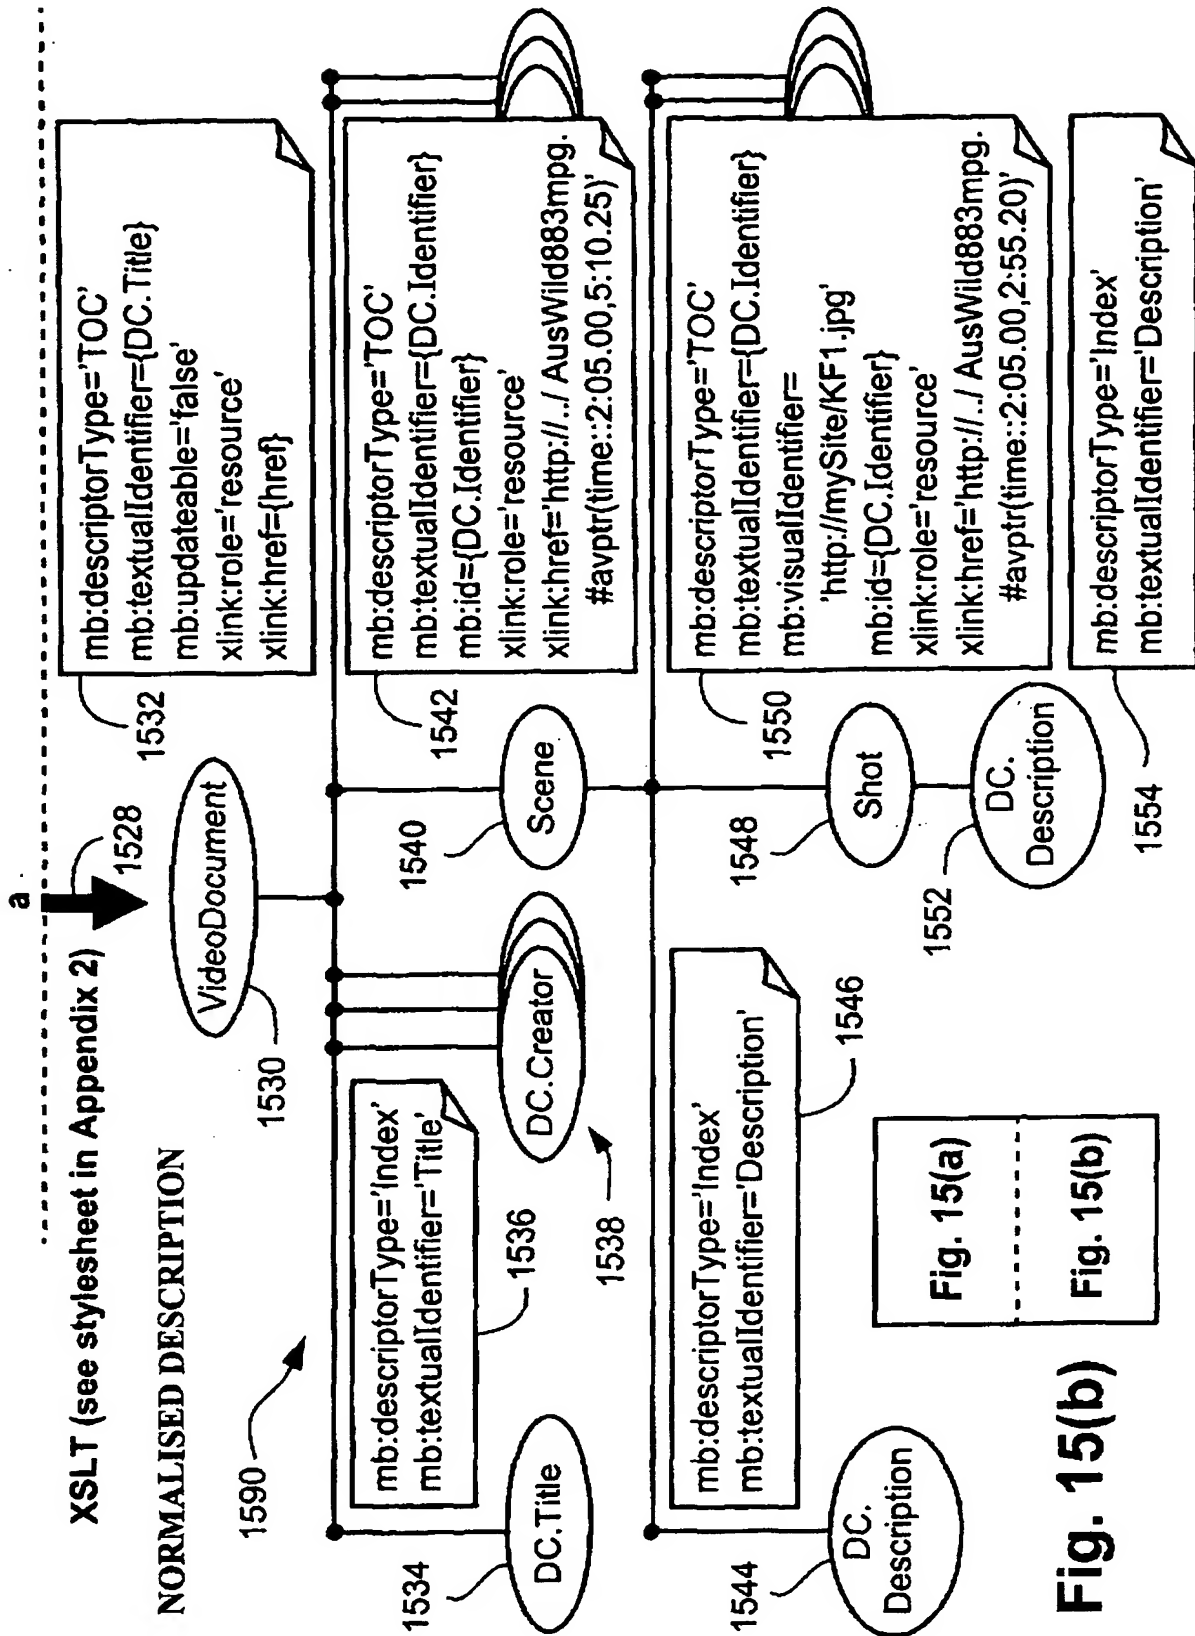 a
XSLT (see stylesheet in Appendix 2)
1528
NORMALISED DESCRIPTION
VideoDocument
1530
1532
mb:descriptorType='TOC'
mb:textualIdentifier={DC.Title}
mb:updateable='false'
xlink:role='resource'
xlink:href={href}
1590
DC.Title
1534
mb:descriptorType='Index'
mb:textualIdentifier='Title'
1536
DC.Creator
1538
Scene
1540
1542
mb:descriptorType='TOC'
mb:textualIdentifier={DC.Identifier}
mb:id={DC.Identifier}
xlink:role='resource'
xlink:href='http://../ AusWild883mpg.
#avptr(time::2:05.00,5:10.25)'
DC.
Description
1544
mb:descriptorType='Index'
mb:textualIdentifier='Description'
1546
Shot
1548
1550
mb:descriptorType='TOC'
mb:textualIdentifier={DC.Identifier}
mb:visualIdentifier=
'http://mySite/KF1.jpg'
mb:id={DC.Identifier}
xlink:role='resource'
xlink:href='http://../ AusWild883mpg.
#avptr(time::2:05.00,2:55.20)'
DC.
Description
1552
mb:descriptorType='Index'
mb:textualIdentifier='Description'
1554
Fig. 15(a)
Fig. 15(b)
Fig. 15(b)